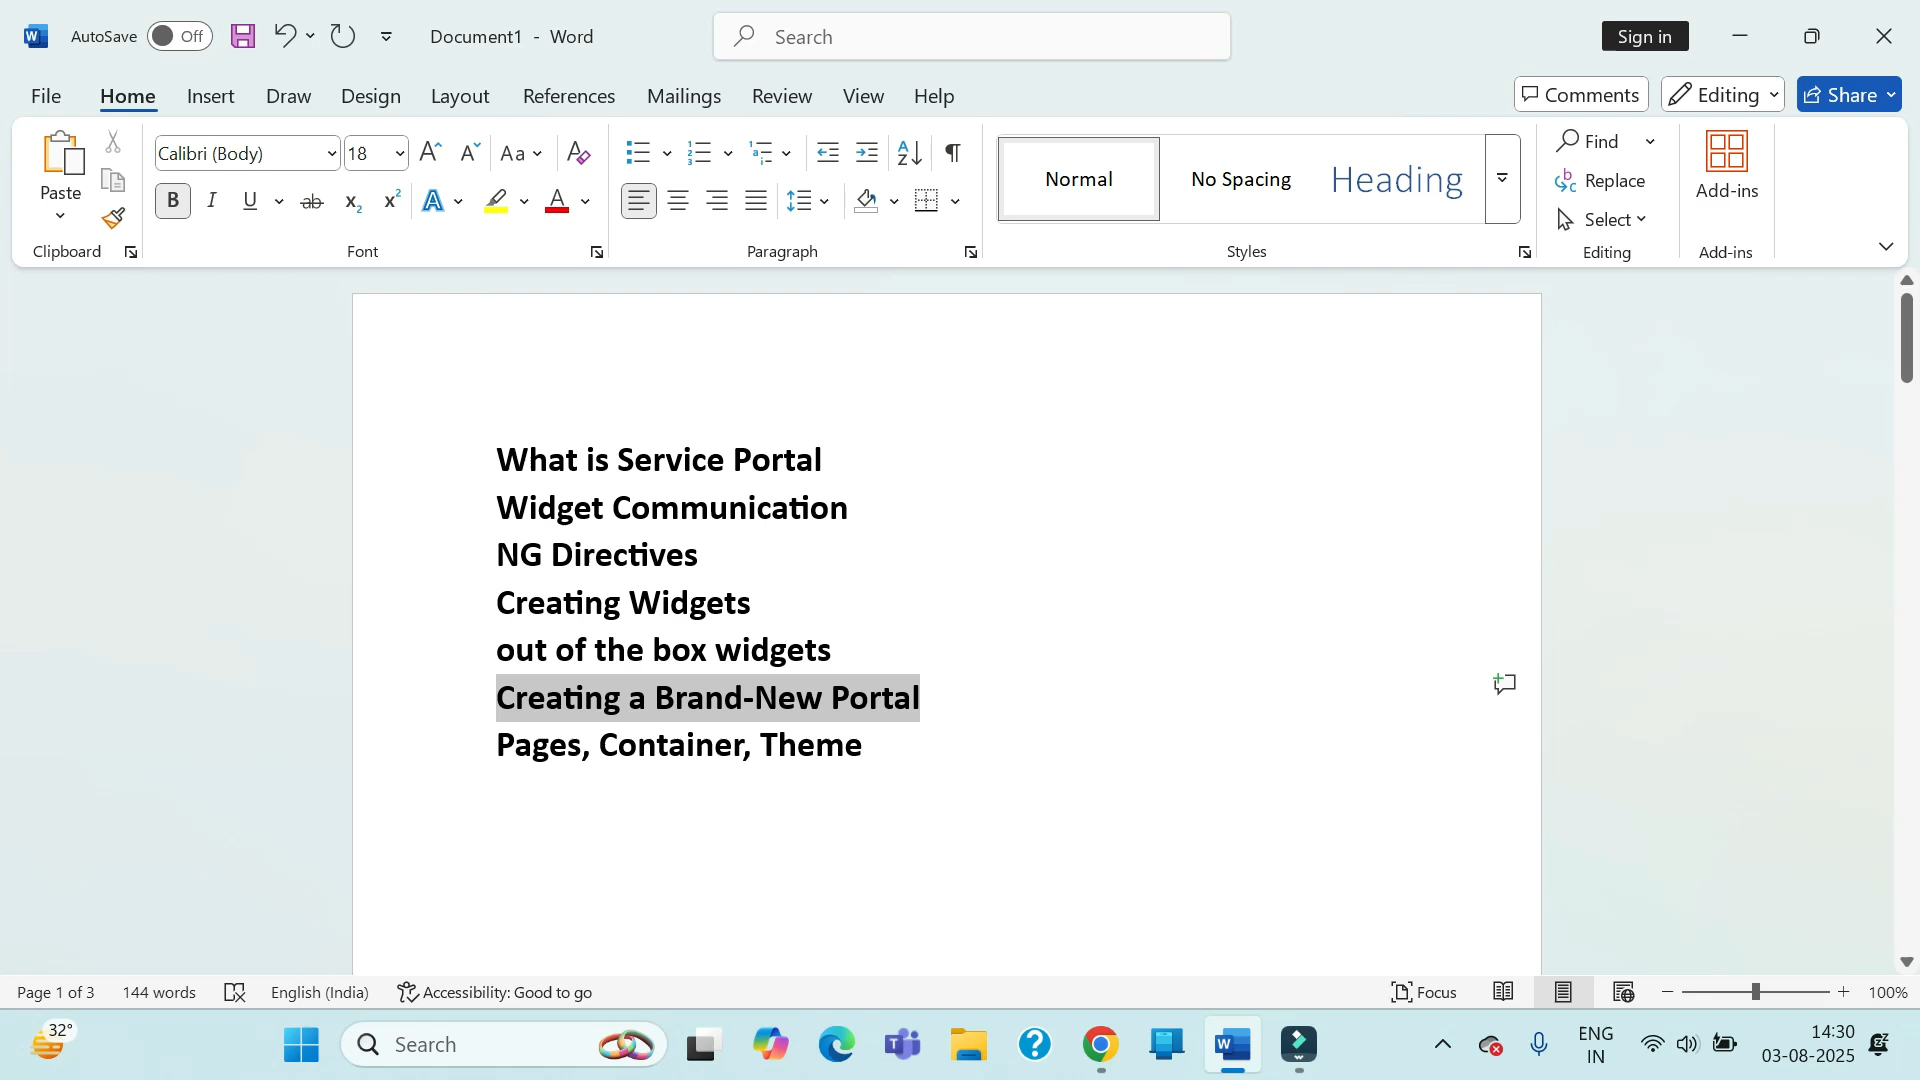 AutoSave Off Document1 - Word Search Sign in
File Home Insert Draw Design Layout References Mailings Review View Help Comments Editing Share
Paste
Clipboard
Calibri (Body) 18
Aa
B I U ab x₂ x² A A
Font
Paragraph
Normal No Spacing Heading
Styles
Find
Replace
Select
Editing
Add-ins
Add-ins
What is Service Portal
Widget Communication
NG Directives
Creating Widgets
out of the box widgets
Creating a Brand-New Portal
Pages, Container, Theme
Page 1 of 3 144 words English (India) Accessibility: Good to go Focus 100%
32° Search ENG IN 14:30 03-08-2025